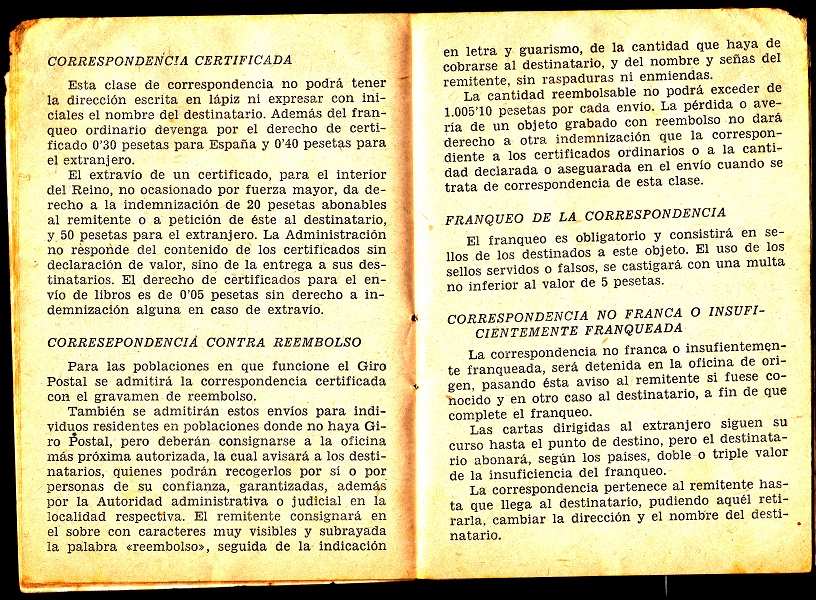 CORRESPONDENCIA CERTIFICADA
Esta clase de correspondencia no podrá tener
la dirección escrita en lápiz ni expresar con ini-
ciales el nombre del destinatario. Además del fran-
queo ordinario devenga por el derecho de certi-
ficado 0'30 pesetas para España y 0'40 pesetas para
el extranjero.
El extravío de un certificado, para el interior
del Reino, no ocasionado por fuerza mayor, da de-
recho a la indemnización de 20 pesetas abonables
al remitente o a petición de éste al destinatario,
y 50 pesetas para el extranjero. La Administración
no responde del contenido de los certificados sin
declaración de valor, sino de la entrega a sus des-
tinatarios. El derecho de certificados para el en-
vío de libros es de 0'05 pesetas sin derecho a in-
demnización alguna en caso de extravío.
CORRESEPONDENCIA CONTRA REEMBOLSO
Para las poblaciones en que funcione el Giro
Postal se admitirá la correspondencia certificada
con el gravamen de reembolso.
También se admitirán estos envíos para indi-
viduos residentes en poblaciones donde no haya Gi-
ro Postal, pero deberán consignarse a la oficina
más próxima autorizada, la cual avisará a los desti-
natarios, quienes podrán recogerlos por sí o por
personas de su confianza, garantizadas, además
por la Autoridad administrativa o judicial en la
localidad respectiva. El remitente consignará en
el sobre con caracteres muy visibles y subrayada
la palabra «reembolso», seguida de la indicación
en letra y guarismo, de la cantidad que haya de
cobrarse al destinatario, y del nombre y señas del
remitente, sin raspaduras ni enmiendas.
La cantidad reembolsable no podrá exceder de
1.005'10 pesetas por cada envio. La pérdida o ave-
ría de un objeto grabado con reembolso no dará
derecho a otra indemnización que la correspon-
diente a los certificados ordinarios o a la canti-
dad declarada o aseguarada en el envío cuando se
trata de correspondencia de esta clase.
FRANQUEO DE LA CORRESPONDENCIA
El franqueo es obligatorio y consistirá en se-
llos de los destinados a este objeto. El uso de los
sellos servidos o falsos, se castigará con una multa
no inferior al valor de 5 pesetas.
CORRESPONDENCIA NO FRANCA O INSUFI-
CIENTEMENTE FRANQUEADA
La correspondencia no franca o insufientemen-
te franqueada, será detenida en la oficina de ori-
gen, pasando ésta aviso al remitente si fuese co-
nocido y en otro caso al destinatario, a fin de que
complete el franqueo.
Las cartas dirigidas al extranjero siguen su
curso hasta el punto de destino, pero el destinata-
rio abonará, según los paises, doble o triple valor
de la insuficiencia del franqueo.
La correspondencia pertenece al remitente has-
ta que llega al destinatario, pudiendo aquél reti-
rarla, cambiar la dirección y el nombre del desti-
natario.